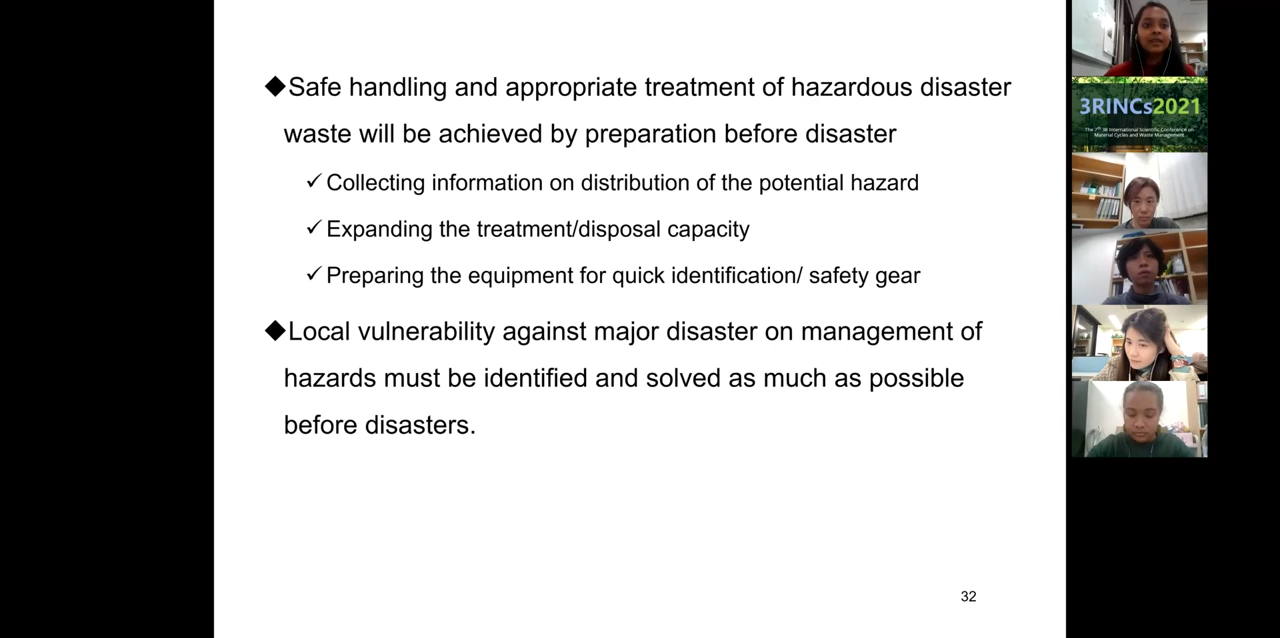 ◆Safe handling and appropriate treatment of hazardous disaster
waste will be achieved by preparation before disaster
✓Collecting information on distribution of the potential hazard
✓Expanding the treatment/disposal capacity
✓Preparing the equipment for quick identification/ safety gear
◆Local vulnerability against major disaster on management of
hazards must be identified and solved as much as possible
before disasters.
32
3RINCs2021
The 7th 3R International Scientific Conference on
Material Cycles and Waste Management